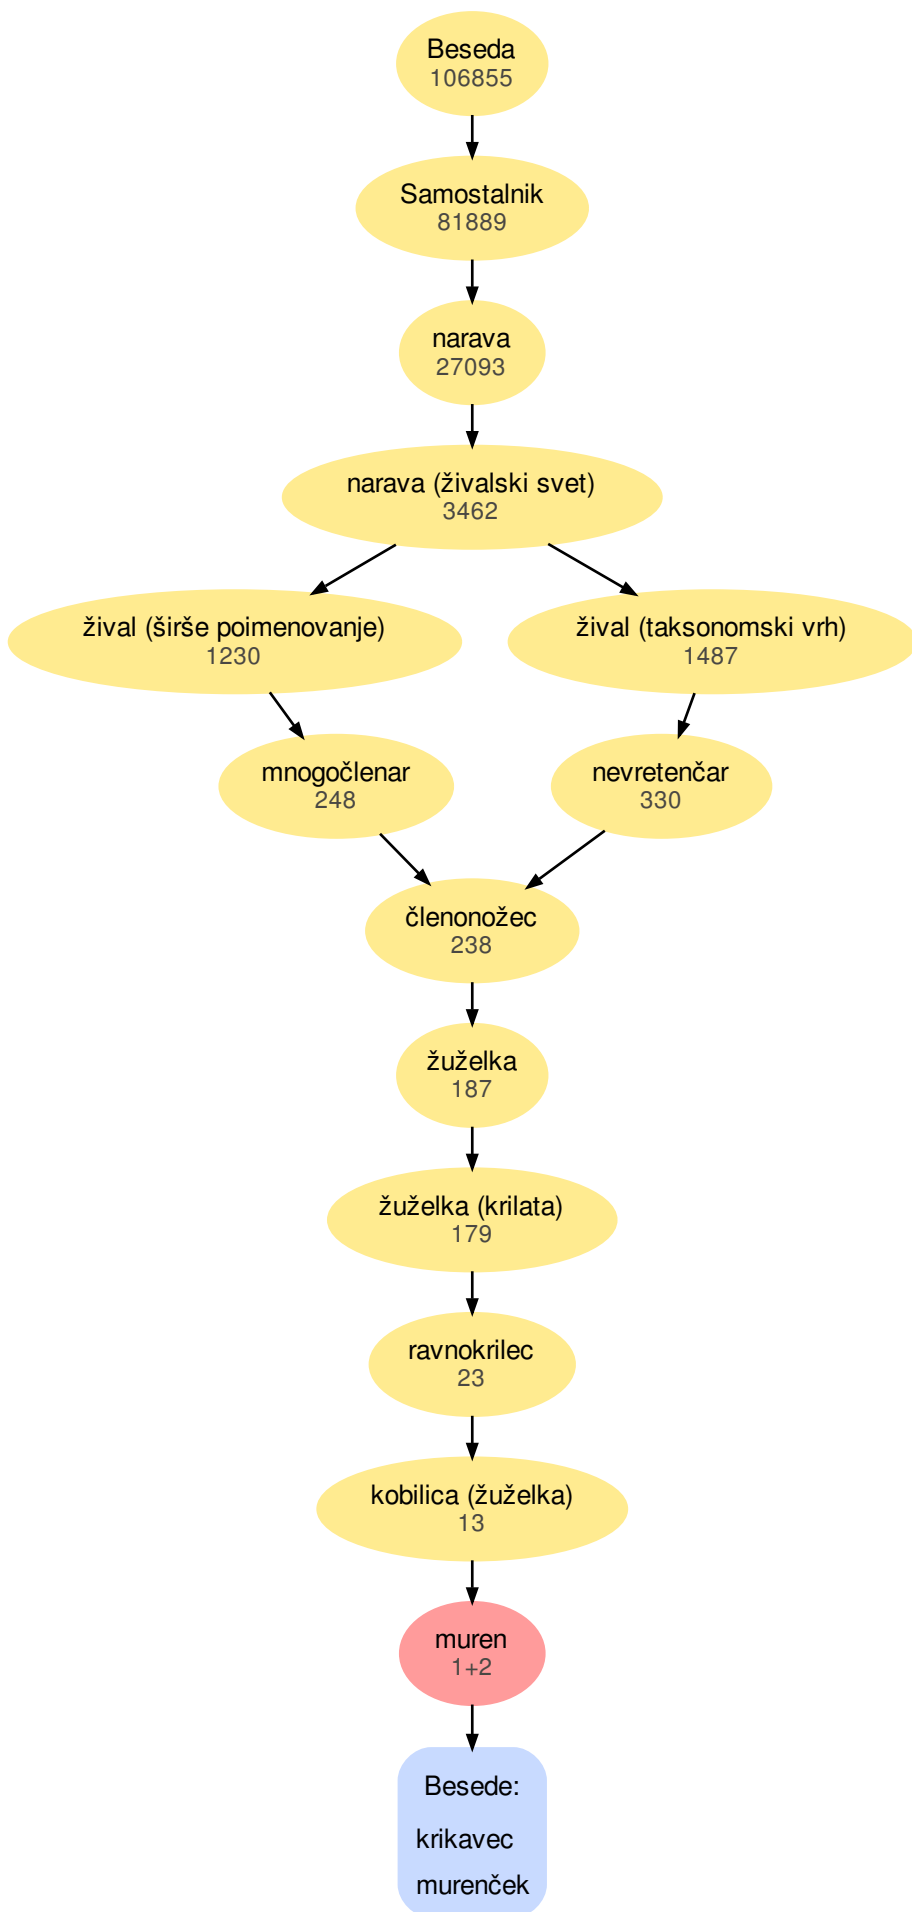 Beseda
106855
Samostalnik
81889
narava
27093
narava (živalski svet)
3462
žival (širše poimenovanje)
1230
žival (taksonomski vrh)
1487
mnogočlenar
248
nevretenčar
330
členonožec
238
žuželka
187
žuželka (krilata)
179
ravnokrilec
23
kobilica (žuželka)
13
muren
1+2
Besede:
krikavec
murenček